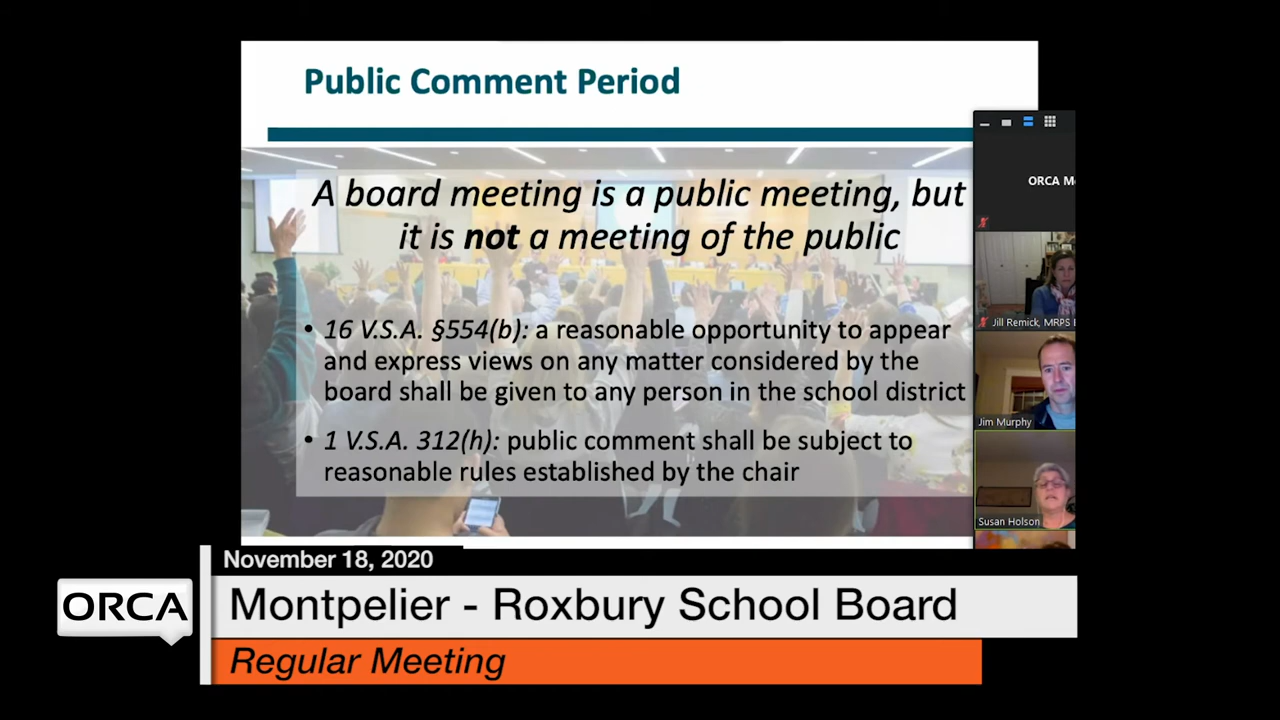 Public Comment Period
A board meeting is a public meeting, but
it is not a meeting of the public
• 16 V.S.A. §554(b): a reasonable opportunity to appear
and express views on any matter considered by the
board shall be given to any person in the school district
• 1 V.S.A. 312(h): public comment shall be subject to
reasonable rules established by the chair
ORCA M
Jill Remick, MRPS
Jim Murphy
Susan Holson
November 18, 2020
ORCA
Montpelier - Roxbury School Board
Regular Meeting